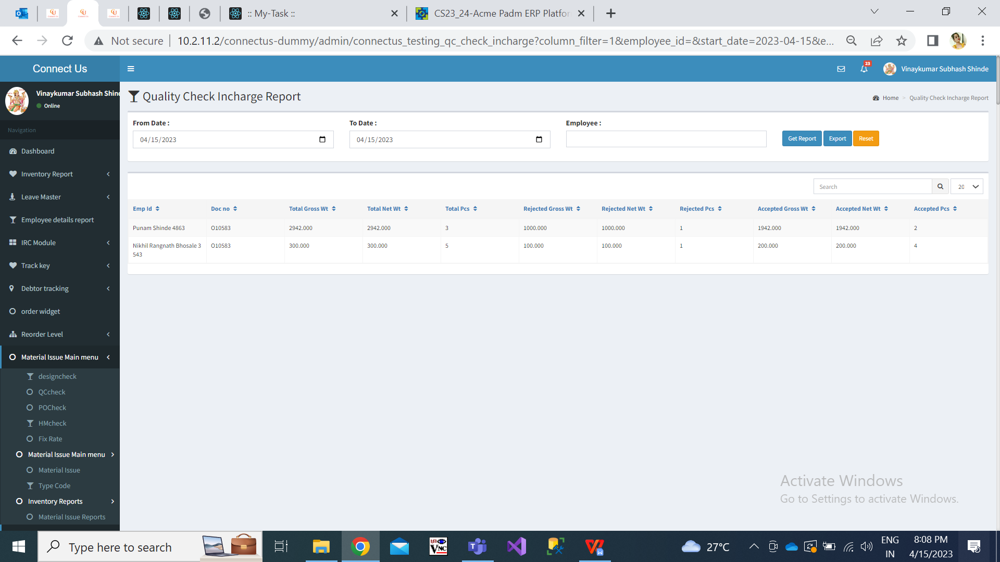 :: My-Task ::
CS23_24-Acme Padm ERP Platfor
Not secure
10.2.11.2/connectus-dummy/admin/connectus_testing_qc_check_incharge?column_filter=1&employee_id=&start_date=2023-04-15&e...
Connect Us
23
Vinaykumar Subhash Shinde
Vinaykumar Subhash Shind
Online
Quality Check Incharge Report
Home > Quality Check Incharge Report
Navigation
Dashboard
Inventory Report
Leave Master
Employee details report
IRC Module
Track key
Debtor tracking
order widget
Reorder Level
Material Issue Main menu
designcheck
QCcheck
POCheck
HMcheck
Fix Rate
Material Issue Main menu
Material Issue
Type Code
Inventory Reports
Material Issue Reports
From Date : To Date : Employee :
04/15/2023 04/15/2023 Get Report Export Reset
Search 20
Emp Id Doc no Total Gross Wt Total Net Wt Total Pcs Rejected Gross Wt Rejected Net Wt Rejected Pcs Accepted Gross Wt Accepted Net Wt Accepted Pcs
Punam Shinde 4863 O10583 2942.000 2942.000 3 1000.000 1000.000 1 1942.000 1942.000 2
Nikhil Rangnath Bhosale 3 O10583 300.000 300.000 5 100.000 100.000 1 200.000 200.000 4
543
Activate Windows
Go to Settings to activate Windows.
Type here to search
27°C
ENG
IN
8:08 PM
4/15/2023